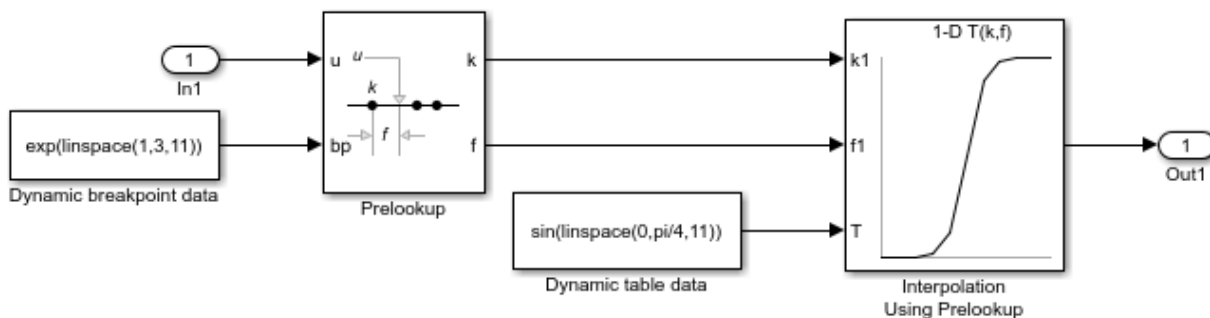 1-D T(k,f)
1
In1
u
u
k
k1
k
exp(linspace(1,3,11))
Dynamic breakpoint data
bp
f
f
f1
1
Out1
Prelookup
sin(linspace(0,pi/4,11))
Dynamic table data
T
Interpolation
Using Prelookup